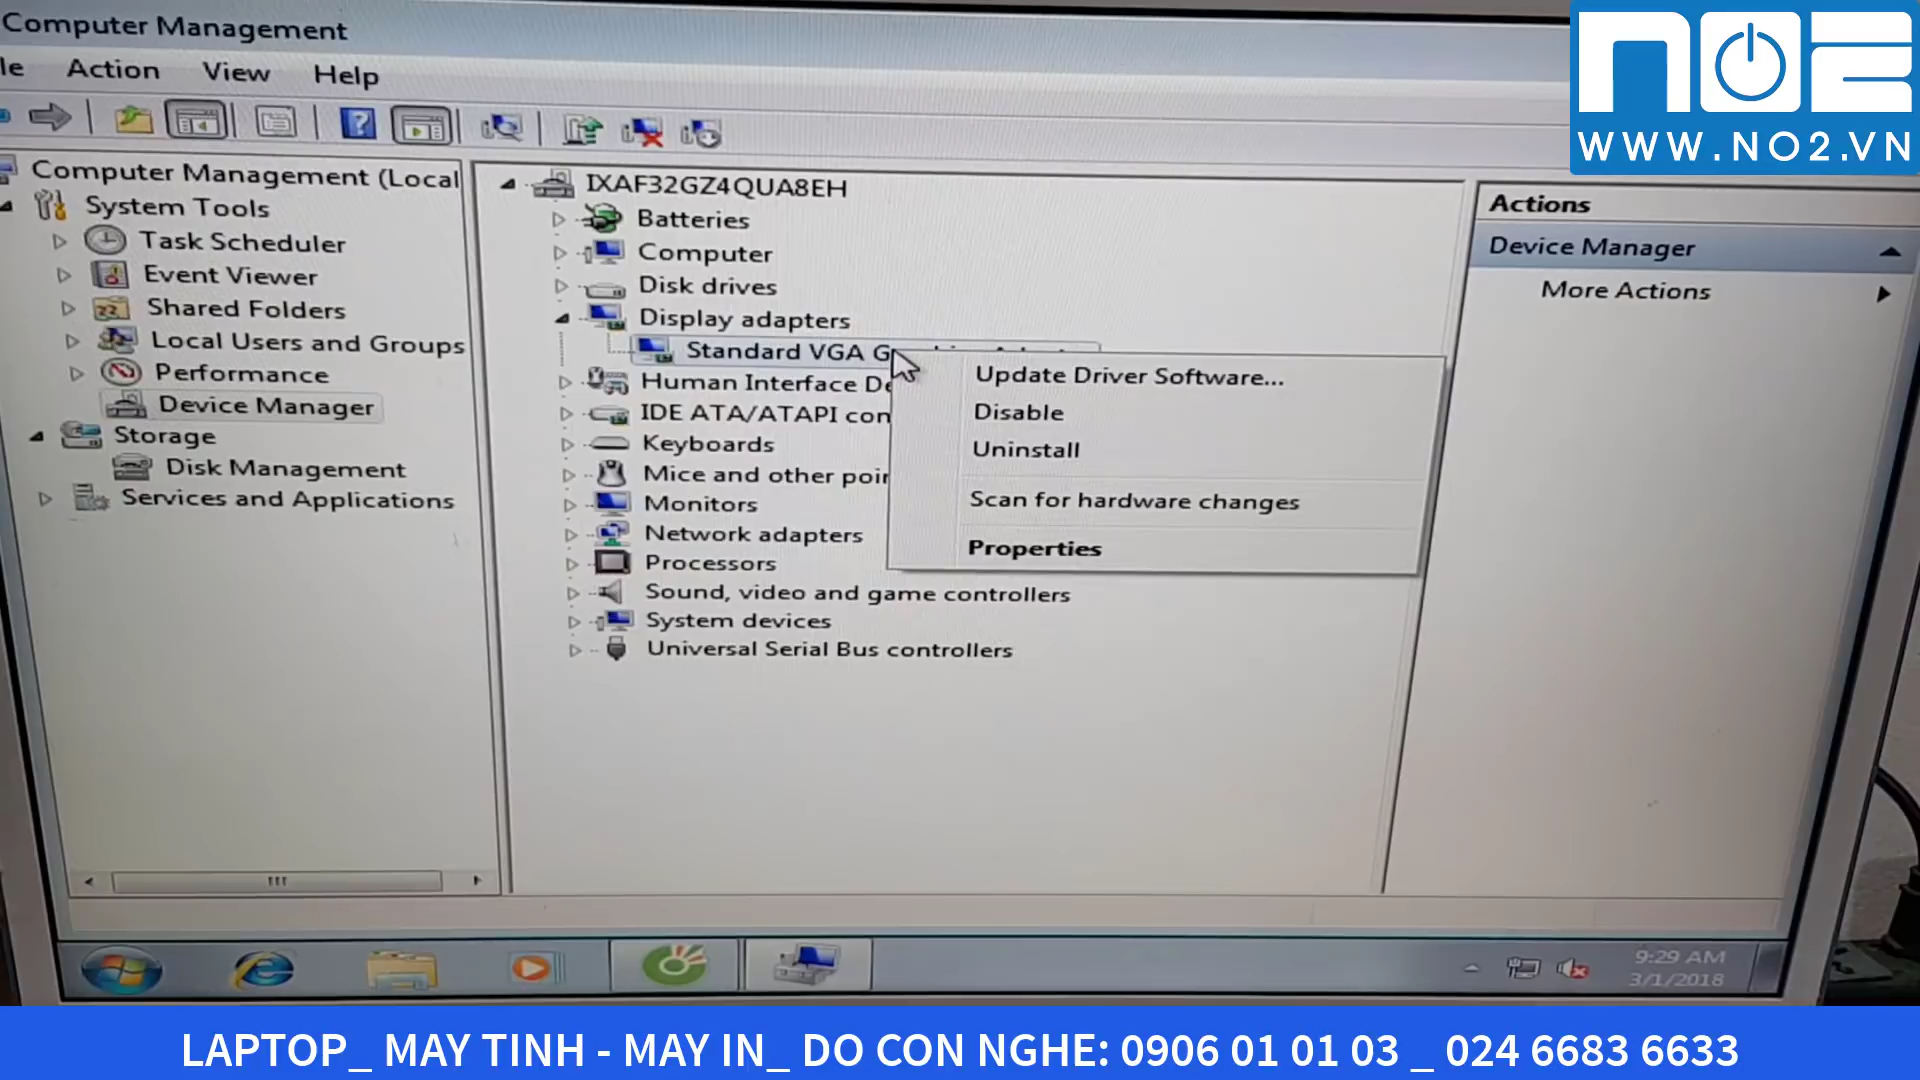 Computer Management
NO2
WWW.NO2.VN
le Action View Help
Computer Management (Local
System Tools
Task Scheduler
Event Viewer
Shared Folders
Local Users and Groups
Performance
Device Manager
Storage
Disk Management
Services and Applications
IXAF32GZ4QUA8EH
Batteries
Computer
Disk drives
Display adapters
Standard VGA G
Human Interface De
IDE ATA/ATAPI con
Keyboards
Mice and other poin
Monitors
Network adapters
Processors
Sound, video and game controllers
System devices
Universal Serial Bus controllers
Update Driver Software...
Disable
Uninstall
Scan for hardware changes
Properties
Actions
Device Manager
More Actions
9:29 AM
3/1/2018
LAPTOP_ MAY TINH - MAY IN_ DO CON NGHE: 0906 01 01 03 _ 024 6683 6633